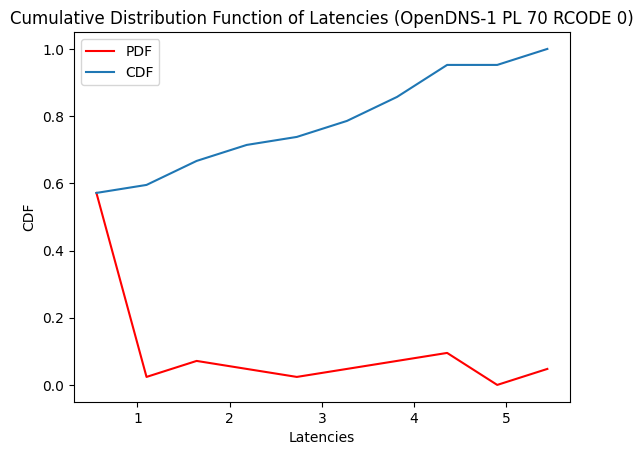 Cumulative Distribution Function of Latencies (OpenDNS-1 PL 70 RCODE 0)
PDF
CDF
1.0
0.8
0.6
0.4
0.2
0.0
CDF
1 2 3 4 5
Latencies